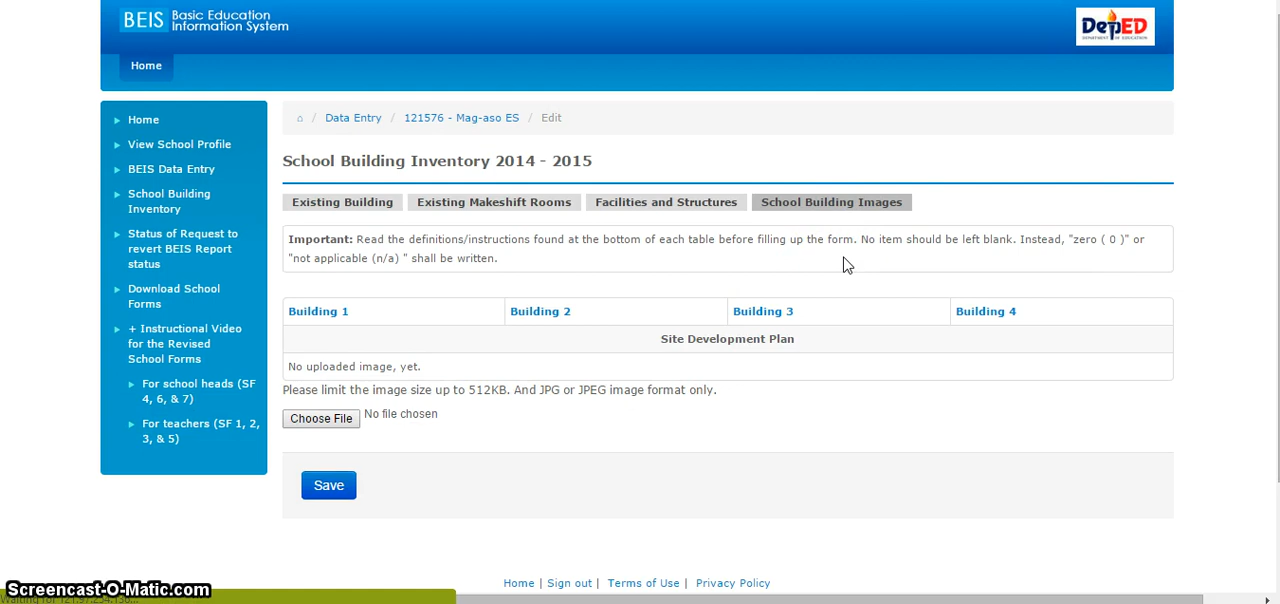 BEIS Basic Education
Information System
DepED
DEPARTMENT OF EDUCATION
Home
Home
View School Profile
BEIS Data Entry
School Building
Inventory
Status of Request to
revert BEIS Report
status
Download School
Forms
+ Instructional Video
for the Revised
School Forms
For school heads (SF
4, 6, & 7)
For teachers (SF 1, 2,
3, & 5)
/ Data Entry / 121576 - Mag-aso ES / Edit
School Building Inventory 2014 - 2015
Existing Building Existing Makeshift Rooms Facilities and Structures School Building Images
Important: Read the definitions/instructions found at the bottom of each table before filling up the form. No item should be left blank. Instead, "zero ( 0 )" or
"not applicable (n/a) " shall be written.
Building 1 Building 2 Building 3 Building 4
Site Development Plan
No uploaded image, yet.
Please limit the image size up to 512KB. And JPG or JPEG image format only.
Choose File No file chosen
Save
Home | Sign out | Terms of Use | Privacy Policy
Screencast-O-Matic.com